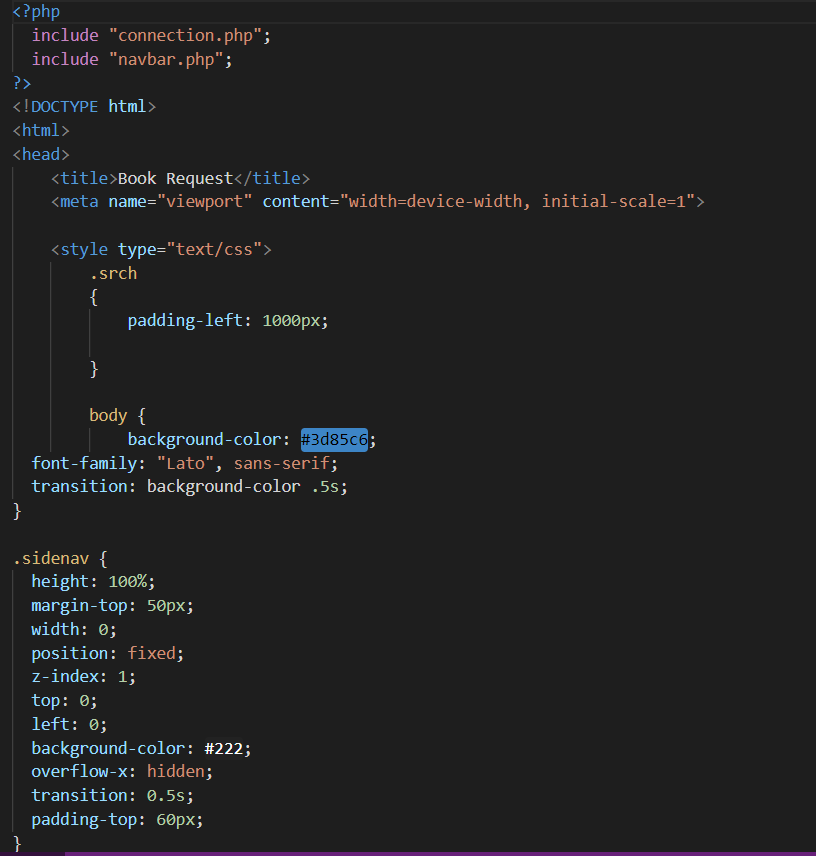 <?php
  include "connection.php";
  include "navbar.php";
?>
<!DOCTYPE html>
<html>
<head>
    <title>Book Request</title>
    <meta name="viewport" content="width=device-width, initial-scale=1">

    <style type="text/css">
        .srch
        {
            padding-left: 1000px;

        }

        body {
            background-color: #3d85c6;
  font-family: "Lato", sans-serif;
  transition: background-color .5s;
}

.sidenav {
  height: 100%;
  margin-top: 50px;
  width: 0;
  position: fixed;
  z-index: 1;
  top: 0;
  left: 0;
  background-color: #222;
  overflow-x: hidden;
  transition: 0.5s;
  padding-top: 60px;
}